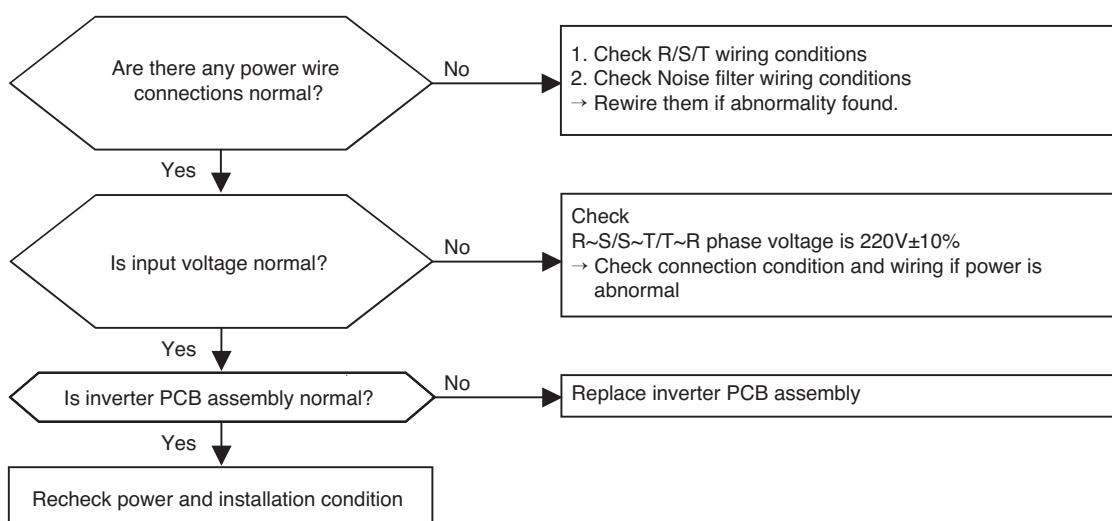 Are there any power wire
connections normal?
No
1. Check R/S/T wiring conditions
2. Check Noise filter wiring conditions
→ Rewire them if abnormality found.
Yes
Is input voltage normal?
No
Check
R~S/S~T/T~R phase voltage is 220V±10%
→ Check connection condition and wiring if power is
abnormal
Yes
Is inverter PCB assembly normal?
No
Replace inverter PCB assembly
Yes
Recheck power and installation condition